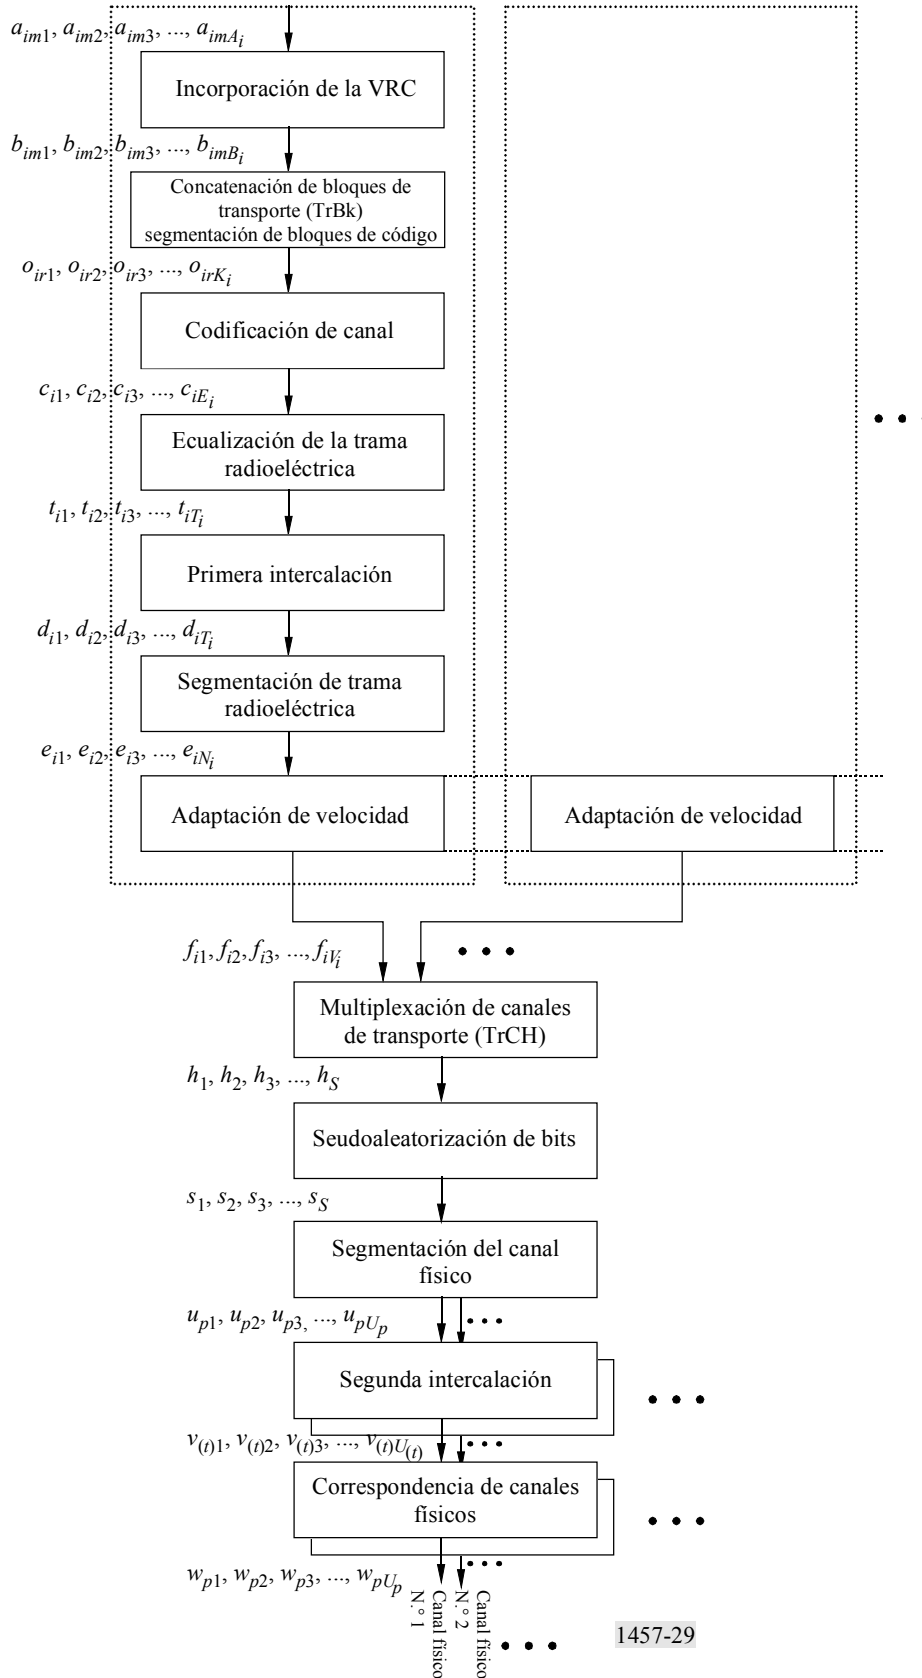 a_im1, a_im2, a_im3, ..., a_imA_i
Incorporación de la VRC
b_im1, b_im2, b_im3, ..., b_imB_i
Concatenación de bloques de
transporte (TrBk)
segmentación de bloques de código
o_ir1, o_ir2, o_ir3, ..., o_irK_i
Codificación de canal
c_i1, c_i2, c_i3, ..., c_iE_i
Ecualización de la trama
radioeléctrica
t_i1, t_i2, t_i3, ..., t_iT_i
Primera intercalación
d_i1, d_i2, d_i3, ..., d_iT_i
Segmentación de trama
radioeléctrica
e_i1, e_i2, e_i3, ..., e_iN_i
Adaptación de velocidad
Adaptación de velocidad
f_i1, f_i2, f_i3, ..., f_iV_i
Multiplexación de canales
de transporte (TrCH)
h_1, h_2, h_3, ..., h_S
Seudoaleatorización de bits
s_1, s_2, s_3, ..., s_S
Segmentación del canal
físico
u_p1, u_p2, u_p3, ..., u_pU_p
Segunda intercalación
v_(t)1, v_(t)2, v_(t)3, ..., v_(t)U_(t)
Correspondencia de canales
físicos
w_p1, w_p2, w_p3, ..., w_pU_p
Canal físico
N.° 1
Canal físico
N.° 2
1457-29